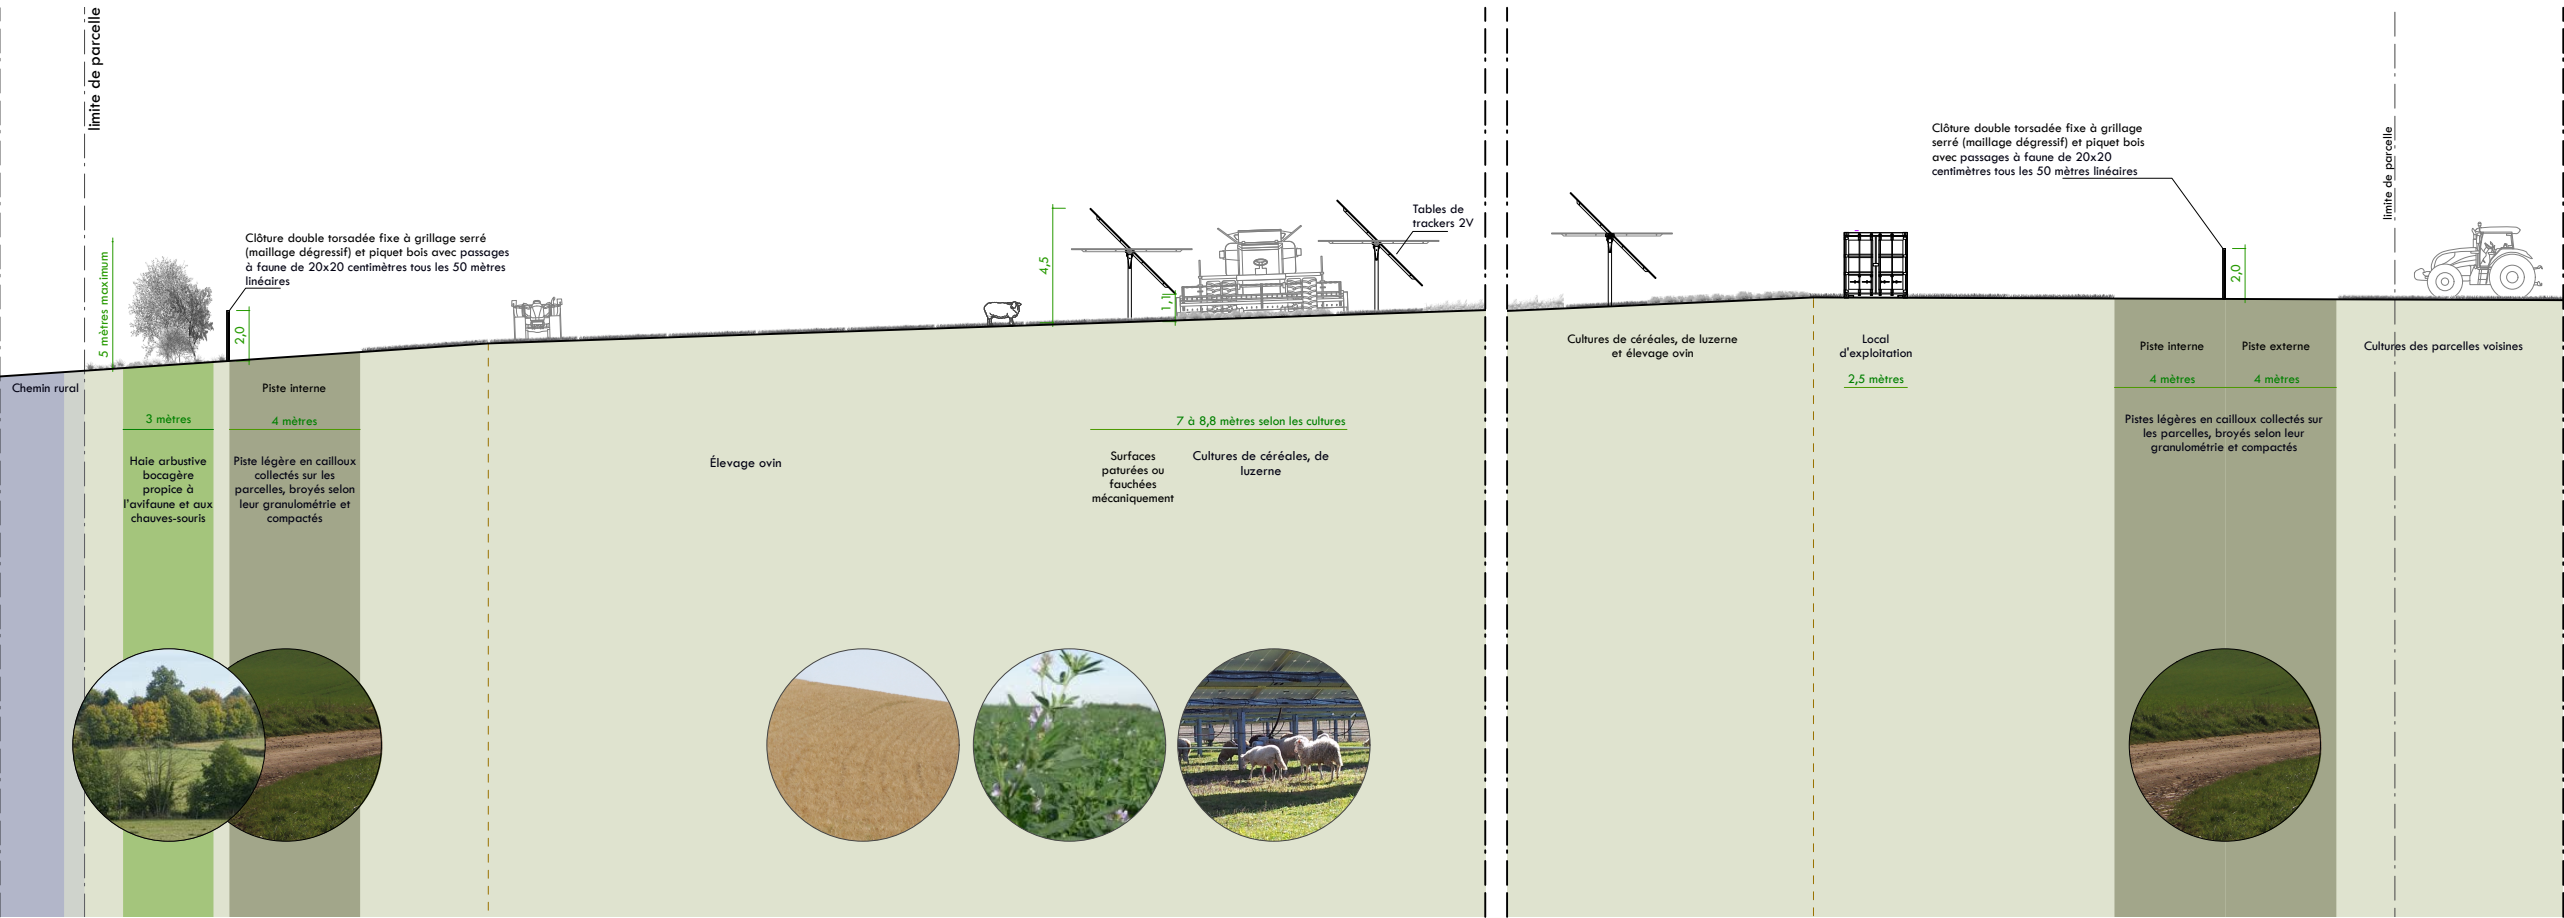 limite de parcelle
5 mètres maximum
Clôture double torsadée fixe à grillage serré
(maillage dégressif) et piquet bois avec passages
à faune de 20x20 centimètres tous les 50 mètres
linéaires
2,0
4,5
1,1
Tables de
trackers 2V
Clôture double torsadée fixe à grillage
serré (maillage dégressif) et piquet bois
avec passages à faune de 20x20
centimètres tous les 50 mètres linéaires
2,0
limite de parcelle
Chemin rural
3 mètres
Haie arbustive
bocagère
propice à
l'avifaune et aux
chauves-souris
Piste interne
4 mètres
Piste légère en cailloux
collectés sur les
parcelles, broyés selon
leur granulométrie et
compactés
Élevage ovin
7 à 8,8 mètres selon les cultures
Surfaces
paturées ou
fauchées
mécaniquement
Cultures de céréales, de
luzerne
Cultures de céréales, de luzerne
et élevage ovin
Local
d'exploitation
2,5 mètres
Piste interne
4 mètres
Piste externe
4 mètres
Pistes légères en cailloux collectés sur
les parcelles, broyés selon leur
granulométrie et compactés
Cultures des parcelles voisines